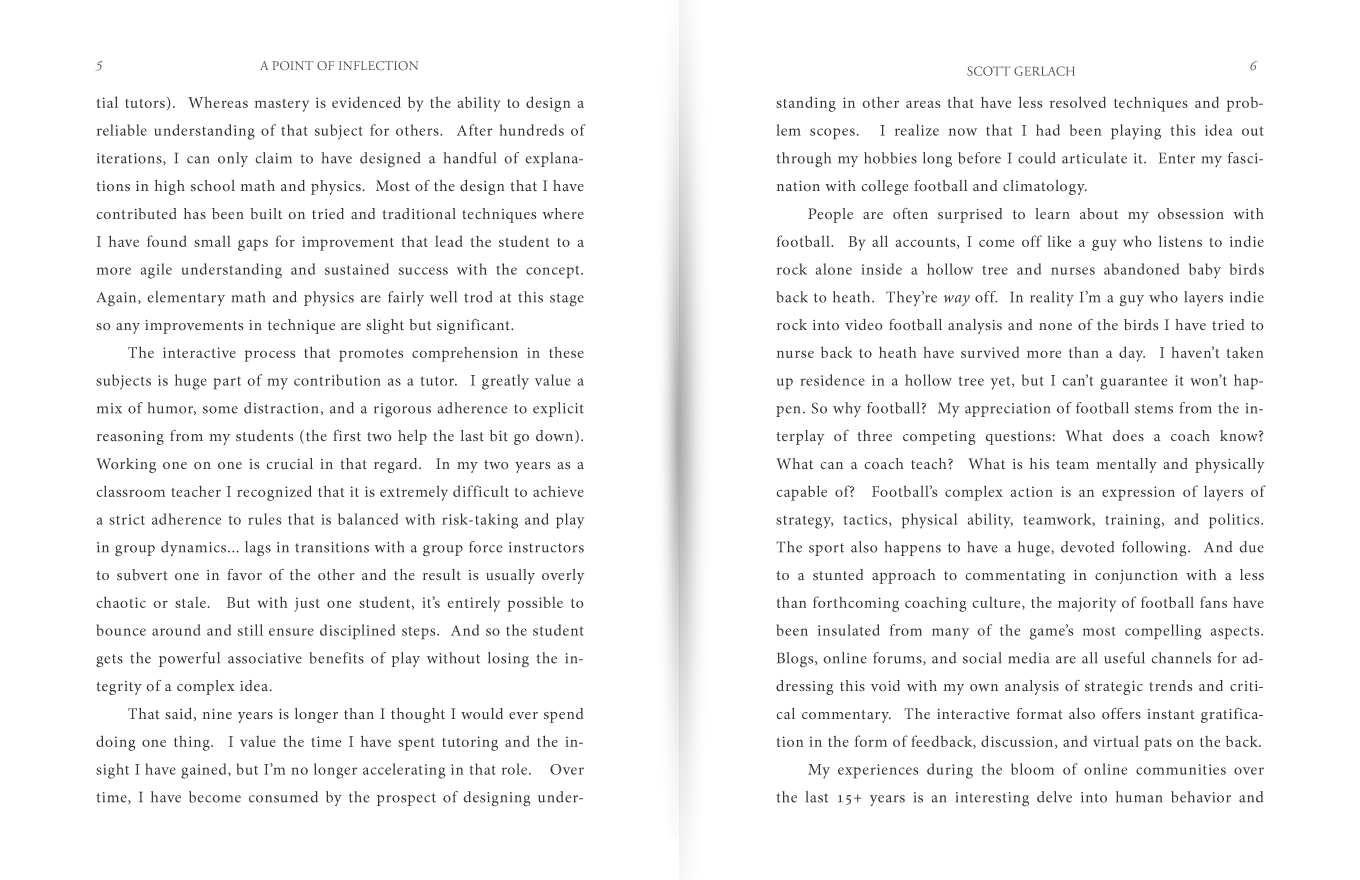 5
A POINT OF INFLECTION
tial tutors).  Whereas mastery is evidenced by the ability to design a
reliable understanding of that subject for others.  After hundreds of
iterations, I can only claim to have designed a handful of explana-
tions in high school math and physics.  Most of the design that I have
contributed has been built on tried and traditional techniques where
I have found small gaps for improvement that lead the student to a
more agile understanding and sustained success with the concept.
Again, elementary math and physics are fairly well trod at this stage
so any improvements in technique are slight but significant.
The interactive process that promotes comprehension in these
subjects is huge part of my contribution as a tutor.  I greatly value a
mix of humor, some distraction, and a rigorous adherence to explicit
reasoning from my students (the first two help the last bit go down).
Working one on one is crucial in that regard.  In my two years as a
classroom teacher I recognized that it is extremely difficult to achieve
a strict adherence to rules that is balanced with risk-taking and play
in group dynamics... lags in transitions with a group force instructors
to subvert one in favor of the other and the result is usually overly
chaotic or stale.  But with just one student, it's entirely possible to
bounce around and still ensure disciplined steps.  And so the student
gets the powerful associative benefits of play without losing the in-
tegrity of a complex idea.
That said, nine years is longer than I thought I would ever spend
doing one thing.  I value the time I have spent tutoring and the in-
sight I have gained, but I'm no longer accelerating in that role.   Over
time, I have become consumed by the prospect of designing under-
SCOTT GERLACH
6
standing in other areas that have less resolved techniques and prob-
lem scopes.  I realize now that I had been playing this idea out
through my hobbies long before I could articulate it.  Enter my fasci-
nation with college football and climatology.
People are often surprised to learn about my obsession with
football.  By all accounts, I come off like a guy who listens to indie
rock alone inside a hollow tree and nurses abandoned baby birds
back to heath.  They're way off.  In reality I'm a guy who layers indie
rock into video football analysis and none of the birds I have tried to
nurse back to heath have survived more than a day.  I haven't taken
up residence in a hollow tree yet, but I can't guarantee it won't hap-
pen. So why football?  My appreciation of football stems from the in-
terplay of three competing questions: What does a coach know?
What can a coach teach?  What is his team mentally and physically
capable of?  Football's complex action is an expression of layers of
strategy, tactics, physical ability, teamwork, training, and politics.
The sport also happens to have a huge, devoted following.  And due
to a stunted approach to commentating in conjunction with a less
than forthcoming coaching culture, the majority of football fans have
been insulated from many of the game's most compelling aspects.
Blogs, online forums, and social media are all useful channels for ad-
dressing this void with my own analysis of strategic trends and criti-
cal commentary.  The interactive format also offers instant gratifica-
tion in the form of feedback, discussion, and virtual pats on the back.
My experiences during the bloom of online communities over
the last 15+ years is an interesting delve into human behavior and